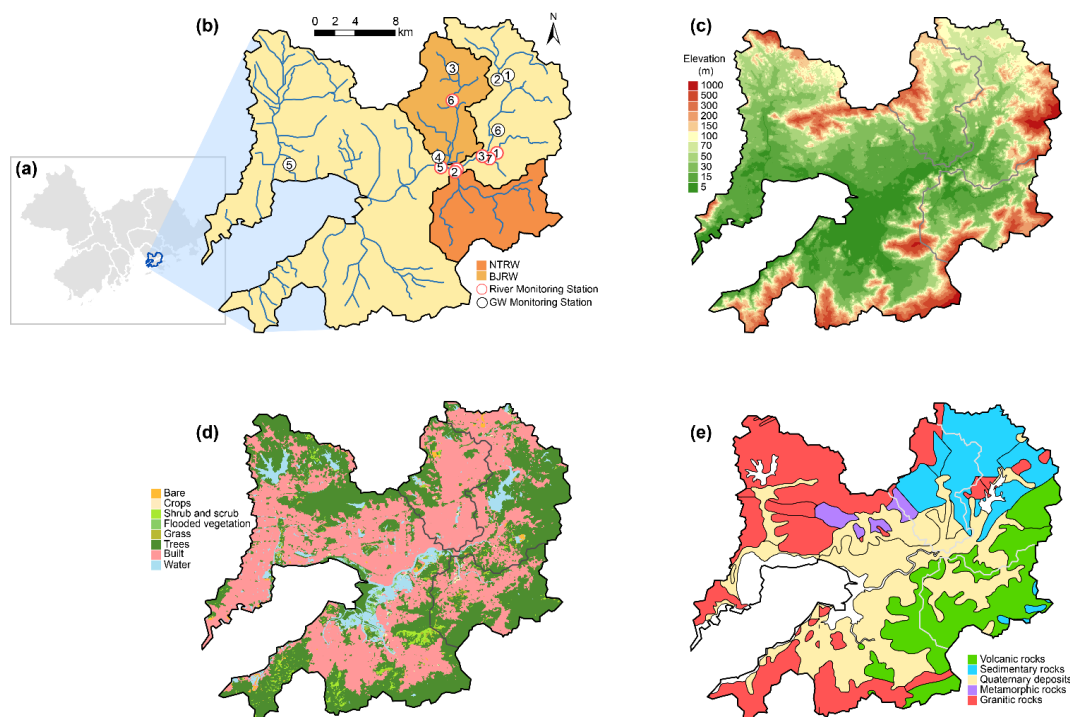 (a)
(b)
0 2 4 8
km
N
3
2 1
6
6
4
5
3 7 1
2
5
NTRW
BJRW
River Monitoring Station
GW Monitoring Station
(c)
Elevation
(m)
1000
500
300
200
150
100
70
50
30
15
5
(d)
Bare
Crops
Shrub and scrub
Flooded vegetation
Grass
Trees
Built
Water
(e)
Volcanic rocks
Sedimentary rocks
Quaternary deposits
Metamorphic rocks
Granitic rocks